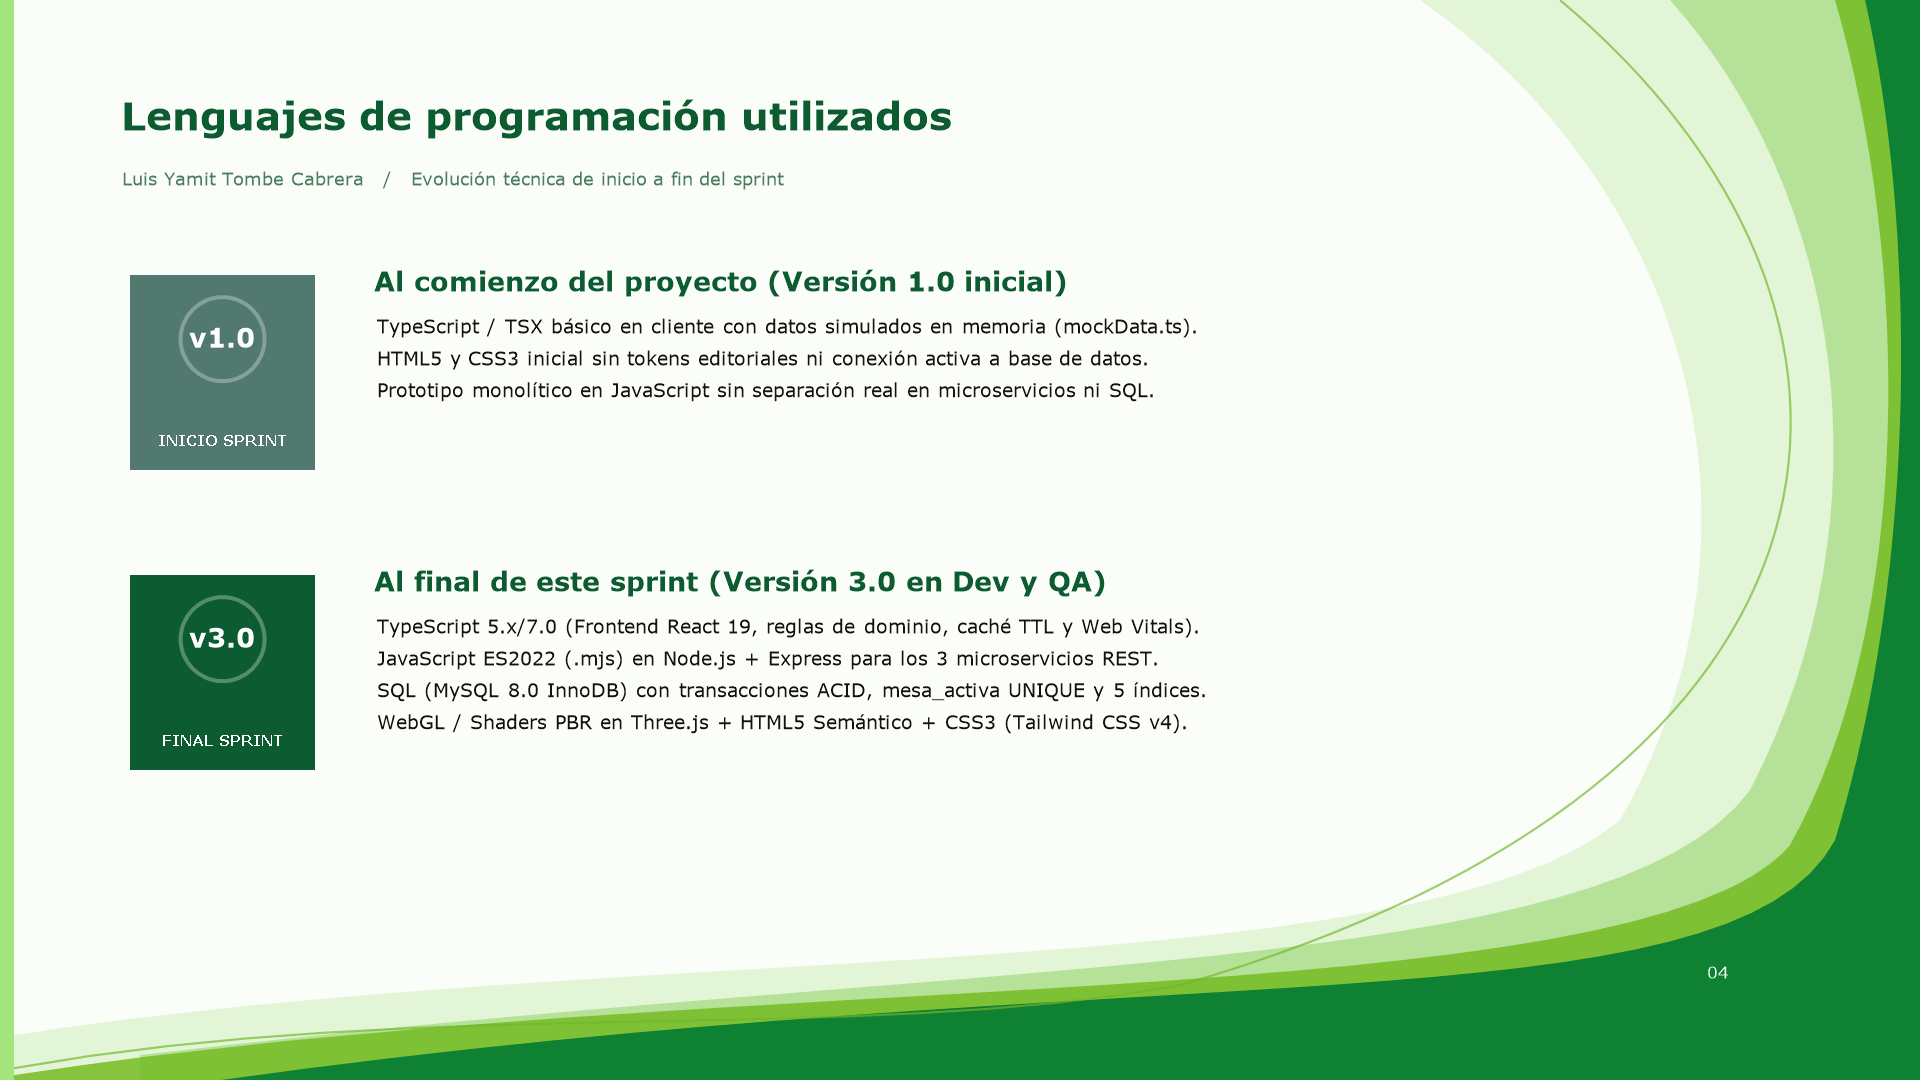 Lenguajes de programación utilizados
Luis Yamit Tombe Cabrera / Evolución técnica de inicio a fin del sprint
v1.0
INICIO SPRINT
Al comienzo del proyecto (Versión 1.0 inicial)
TypeScript / TSX básico en cliente con datos simulados en memoria (mockData.ts).
HTML5 y CSS3 inicial sin tokens editoriales ni conexión activa a base de datos.
Prototipo monolítico en JavaScript sin separación real en microservicios ni SQL.
v3.0
FINAL SPRINT
Al final de este sprint (Versión 3.0 en Dev y QA)
TypeScript 5.x/7.0 (Frontend React 19, reglas de dominio, caché TTL y Web Vitals).
JavaScript ES2022 (.mjs) en Node.js + Express para los 3 microservicios REST.
SQL (MySQL 8.0 InnoDB) con transacciones ACID, mesa_activa UNIQUE y 5 índices.
WebGL / Shaders PBR en Three.js + HTML5 Semántico + CSS3 (Tailwind CSS v4).
04